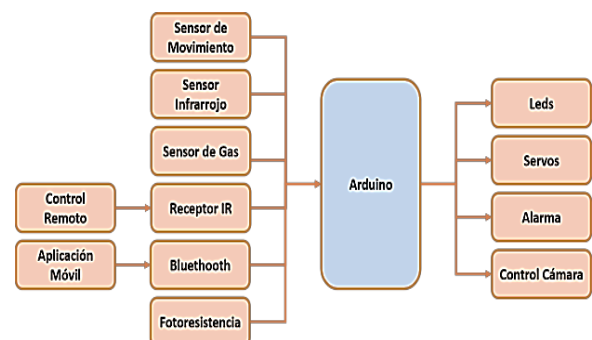 Sensor de
Movimiento
Sensor
Infrarrojo
Sensor de Gas
Control
Remoto
Receptor IR
Aplicación
Móvil
Bluethooth
Fotoresistencia
Arduino
Leds
Servos
Alarma
Control Cámara